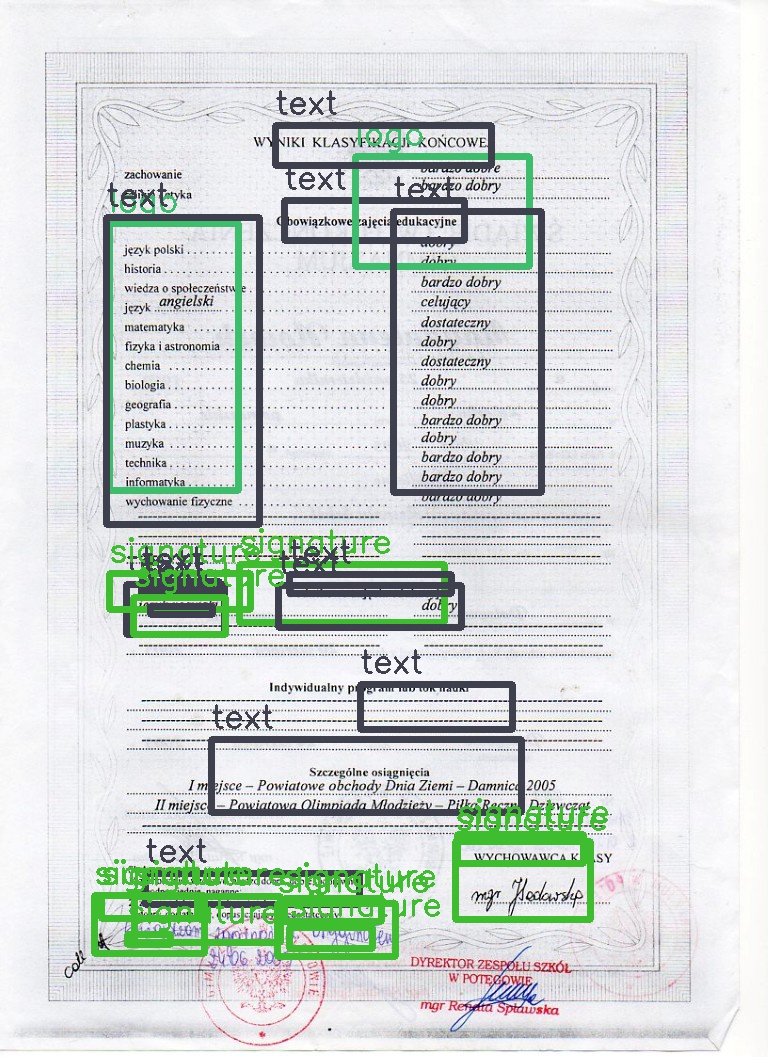 text
logo
WYNIKI KLASYFIKACJI KOŃCOWEJ
zachowanie bardzo dobre
text text
bardzo dobry
text
logo
Obowiązkowe zajęcia edukacyjne
język polski dobry
historia dobry
wiedza o społeczeństwie bardzo dobry
język angielski celujący
matematyka dostateczny
fizyka i astronomia dobry
chemia dostateczny
biologia dobry
geografia dobry
plastyka bardzo dobry
muzyka dobry
technika bardzo dobry
informatyka bardzo dobry
wychowanie fizyczne bardzo dobry
signature signature
text text
signature
dobry
text
Indywidualny program lub tok nauki
text
Szczególne osiągnięcia
I miejsce – Powiatowe obchody Dnia Ziemi – Damnica 2005
II miejsce – Powiatowa Olimpiada Młodzieży – Piłka Ręczna Dziewcząt
signature
text
WYCHOWAWCA KLASY
signature signature
mgr
signature
DYREKTOR ZESPOŁU SZKÓŁ
W POTĘGOWIE
mgr Renata Spławska